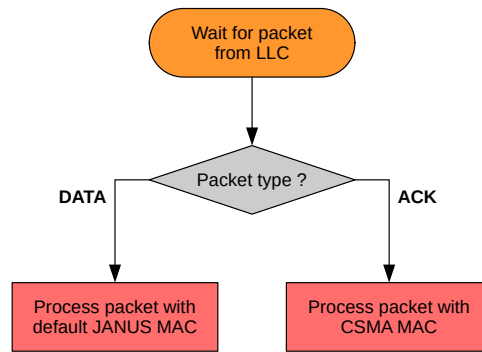 Wait for packet
from LLC
Packet type ?
DATA
ACK
Process packet with
default JANUS MAC
Process packet with
CSMA MAC